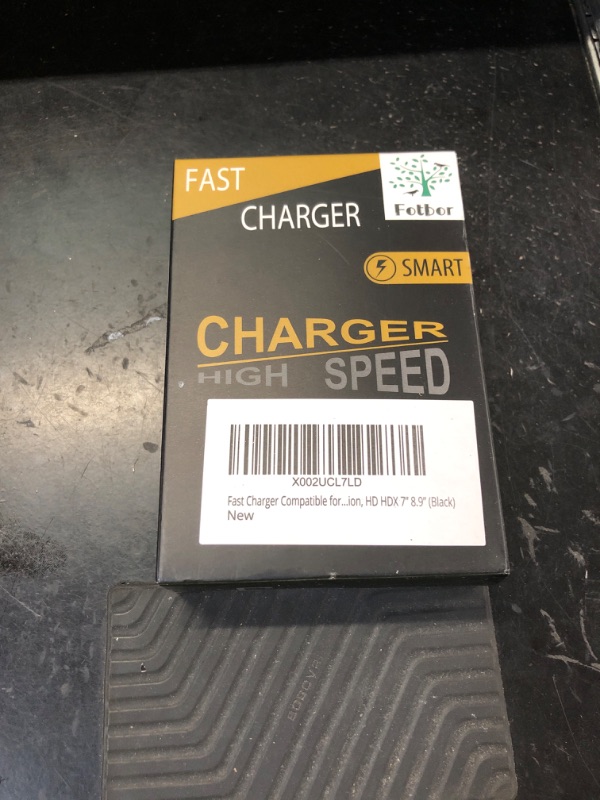 FAST
CHARGER
Fotbor
SMART
CHARGER
HIGH SPEED
X002UCL7LD
Fast Charger Compatible for...ion, HD HDX 7" 8.9" (Black)
New